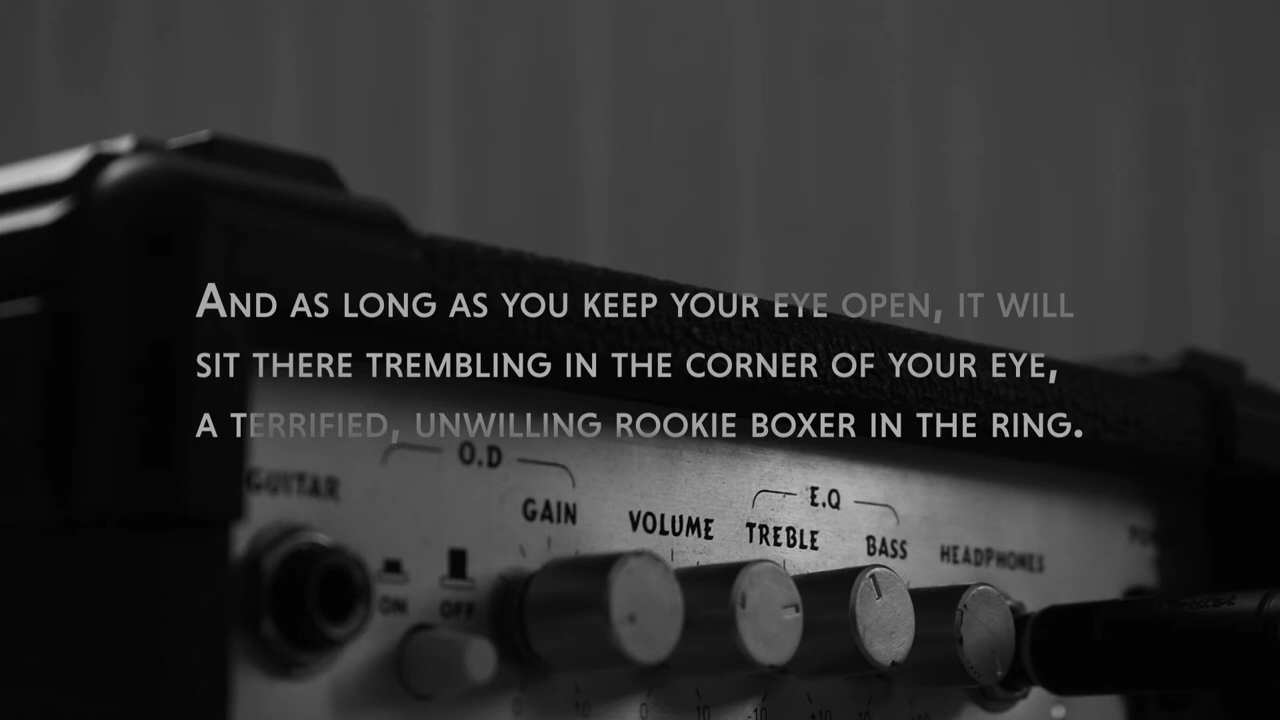 And as long as you keep your eye open, it will
sit there trembling in the corner of your eye,
a terrified, unwilling rookie boxer in the ring.
O.D
GUITAR
GAIN
VOLUME
E.Q
TREBLE
BASS
HEADPHONES
ON
OFF